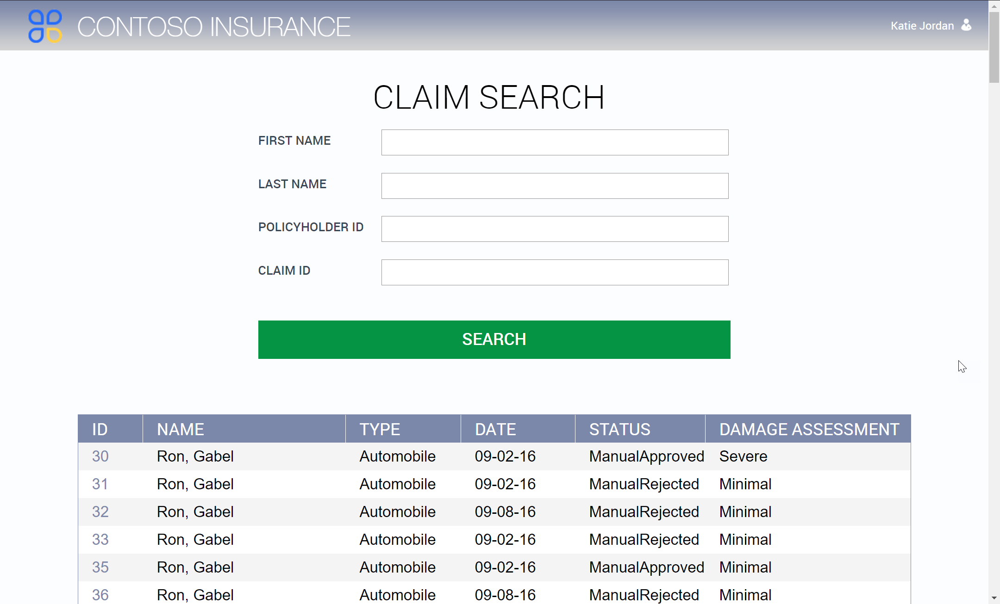 CONTOSO INSURANCE
Katie Jordan
CLAIM SEARCH
FIRST NAME
LAST NAME
POLICYHOLDER ID
CLAIM ID
SEARCH
ID NAME TYPE DATE STATUS DAMAGE ASSESSMENT
30 Ron, Gabel Automobile 09-02-16 ManualApproved Severe
31 Ron, Gabel Automobile 09-02-16 ManualRejected Minimal
32 Ron, Gabel Automobile 09-08-16 ManualRejected Minimal
33 Ron, Gabel Automobile 09-02-16 ManualRejected Minimal
35 Ron, Gabel Automobile 09-02-16 ManualApproved Minimal
36 Ron, Gabel Automobile 09-08-16 ManualRejected Minimal